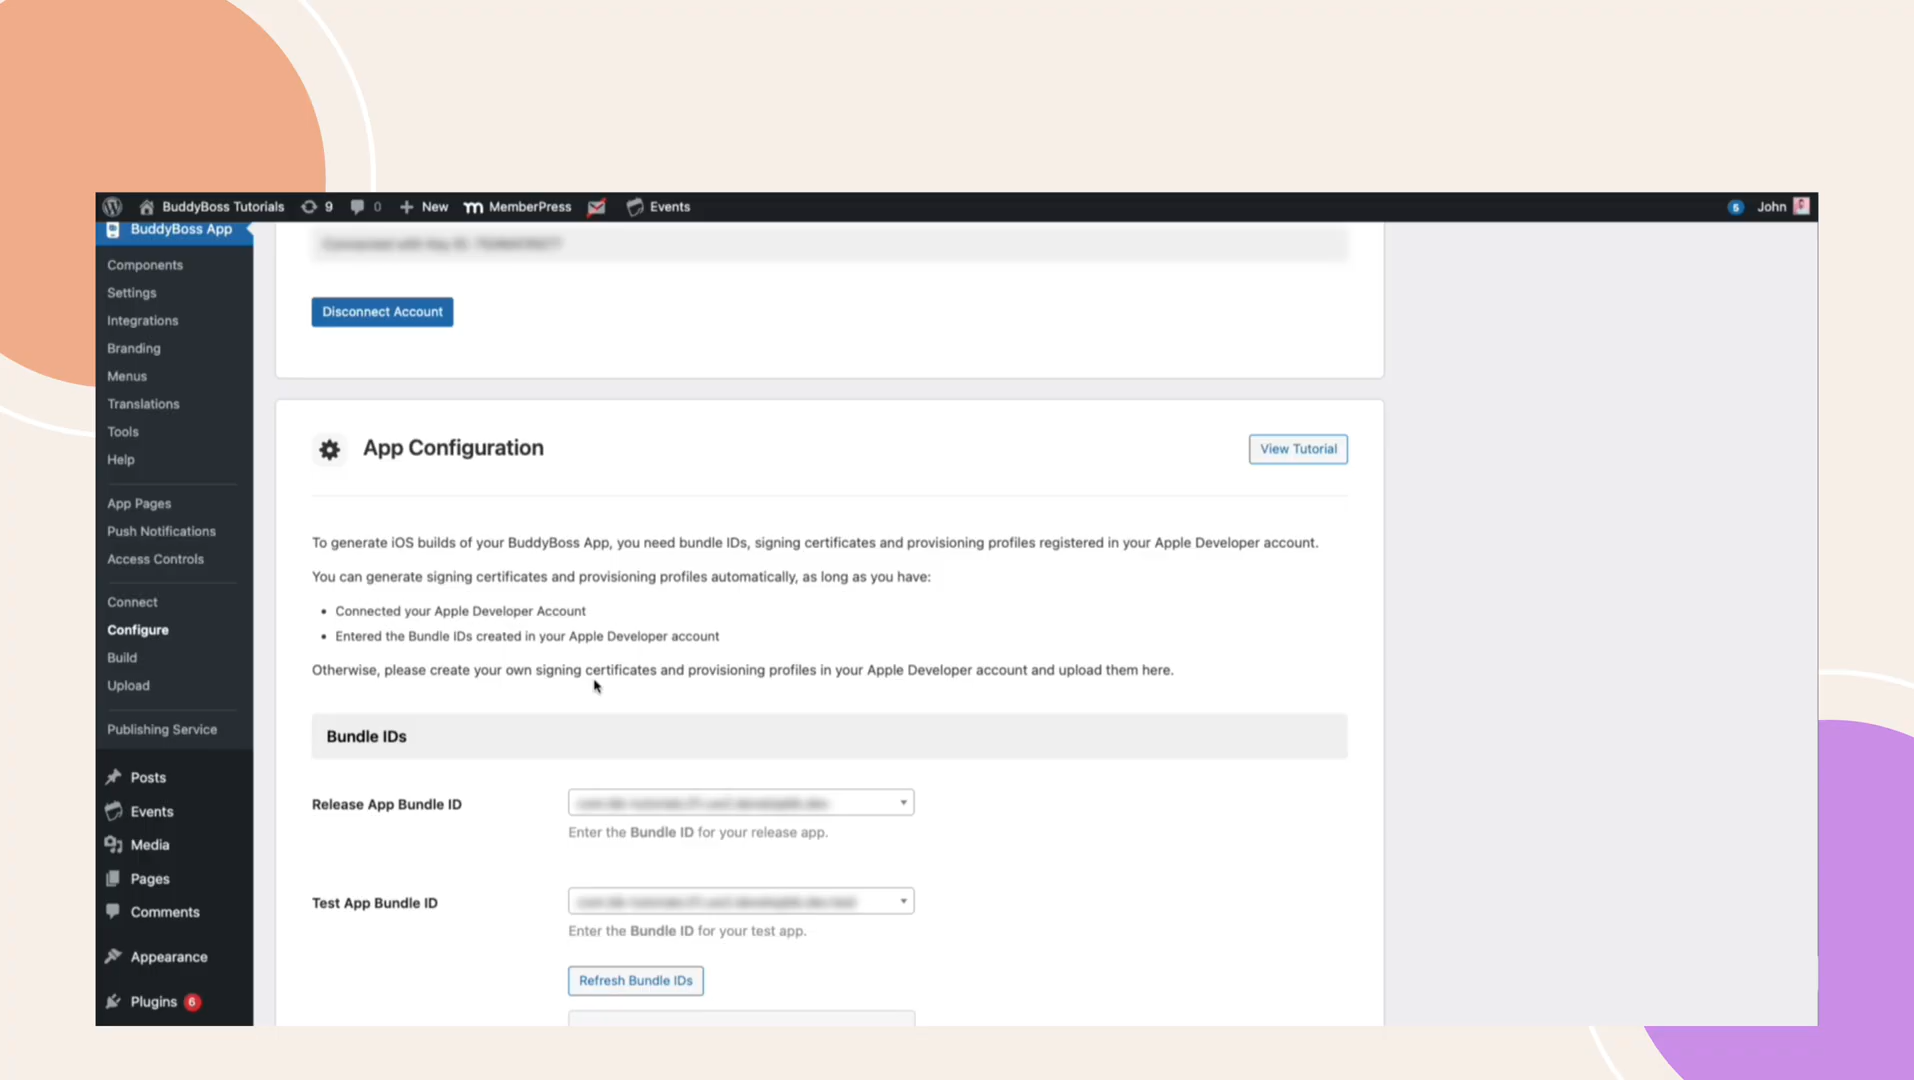 BuddyBoss Tutorials 9 0 New MemberPress Events 5 John
BuddyBoss App
Components
Settings
Integrations
Branding
Menus
Translations
Tools
Help
App Pages
Push Notifications
Access Controls
Connect
Configure
Build
Upload
Publishing Service
Posts
Events
Media
Pages
Comments
Appearance
Plugins 6
Disconnect Account
App Configuration
View Tutorial
To generate iOS builds of your BuddyBoss App, you need bundle IDs, signing certificates and provisioning profiles registered in your Apple Developer account.
You can generate signing certificates and provisioning profiles automatically, as long as you have:
• Connected your Apple Developer Account
• Entered the Bundle IDs created in your Apple Developer account
Otherwise, please create your own signing certificates and provisioning profiles in your Apple Developer account and upload them here.
Bundle IDs
Release App Bundle ID
Enter the Bundle ID for your release app.
Test App Bundle ID
Enter the Bundle ID for your test app.
Refresh Bundle IDs